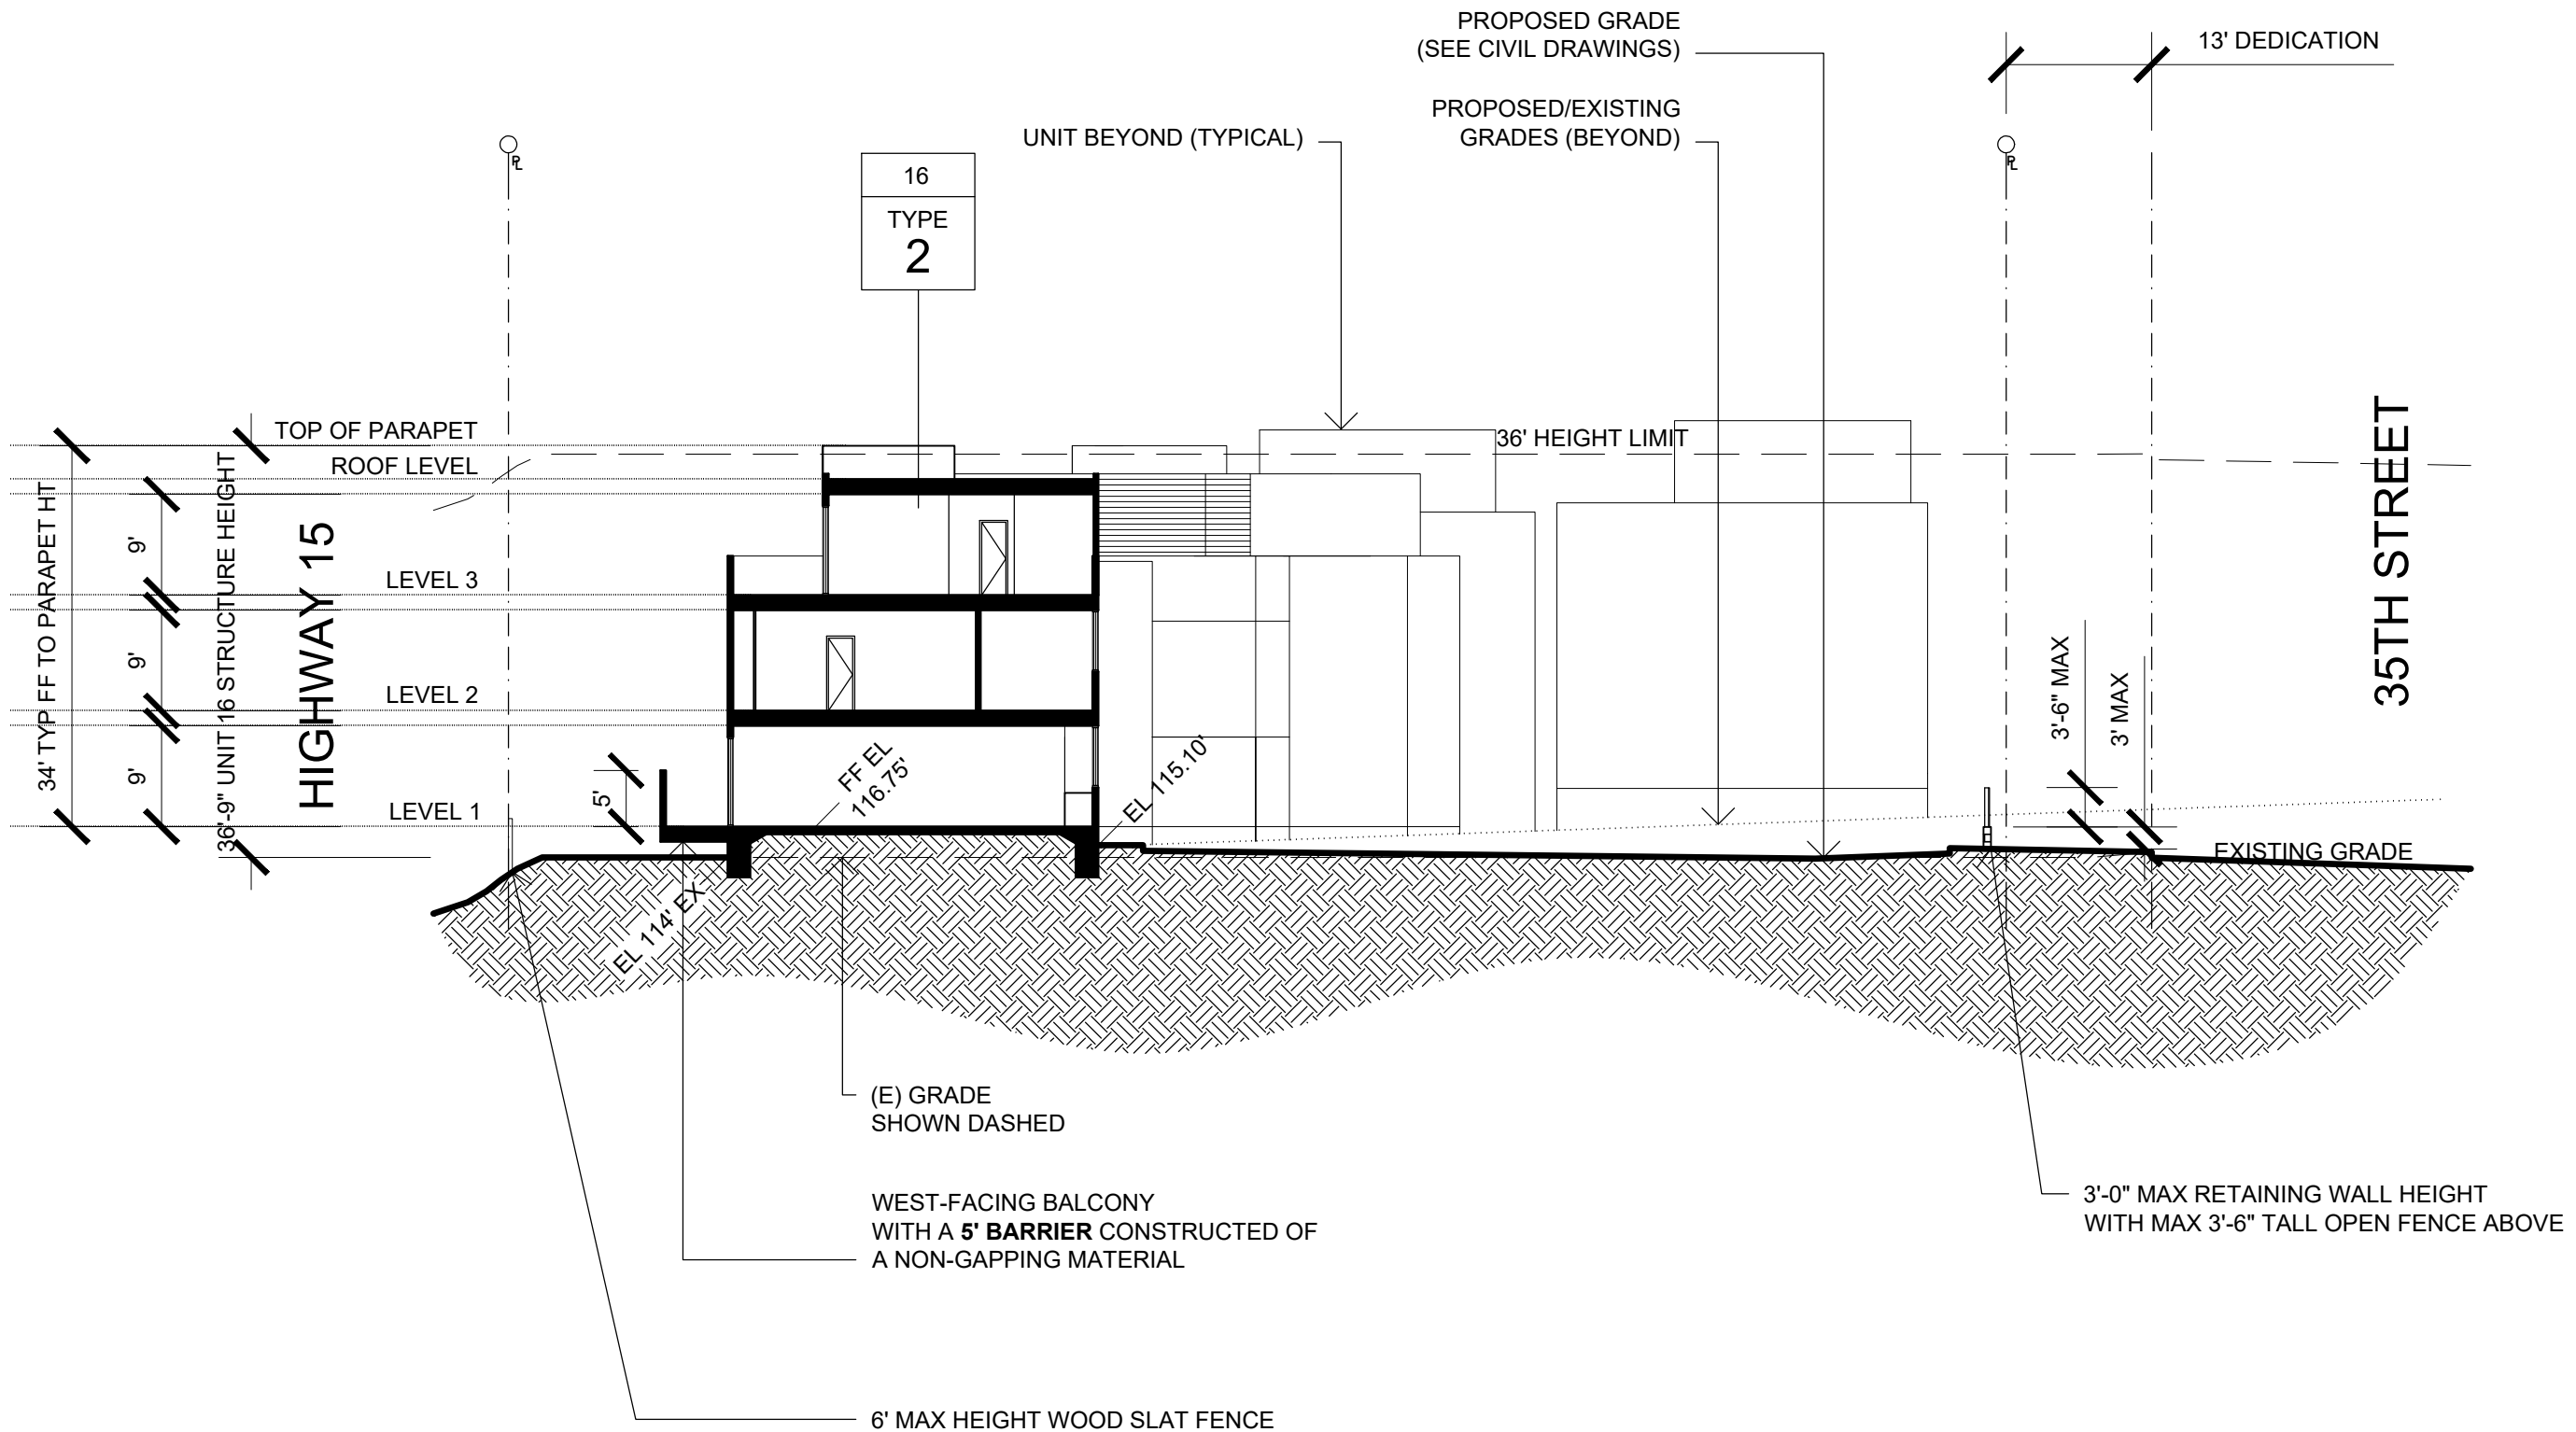 PROPOSED GRADE
(SEE CIVIL DRAWINGS)
13' DEDICATION
PROPOSED/EXISTING
GRADES (BEYOND)
UNIT BEYOND (TYPICAL)
PL
PL
16
TYPE
2
TOP OF PARAPET
ROOF LEVEL
36' HEIGHT LIMIT
34' TYP FF TO PARAPET HT
9'
9'
9'
36'-9" UNIT 16 STRUCTURE HEIGHT
HIGHWAY 15
LEVEL 3
LEVEL 2
LEVEL 1
5'
FF EL
116.75'
EL 115.10'
EL 114' EX
3'-6" MAX
3' MAX
35TH STREET
EXISTING GRADE
(E) GRADE
SHOWN DASHED
WEST-FACING BALCONY
WITH A 5' BARRIER CONSTRUCTED OF
A NON-GAPPING MATERIAL
3'-0" MAX RETAINING WALL HEIGHT
WITH MAX 3'-6" TALL OPEN FENCE ABOVE
6' MAX HEIGHT WOOD SLAT FENCE